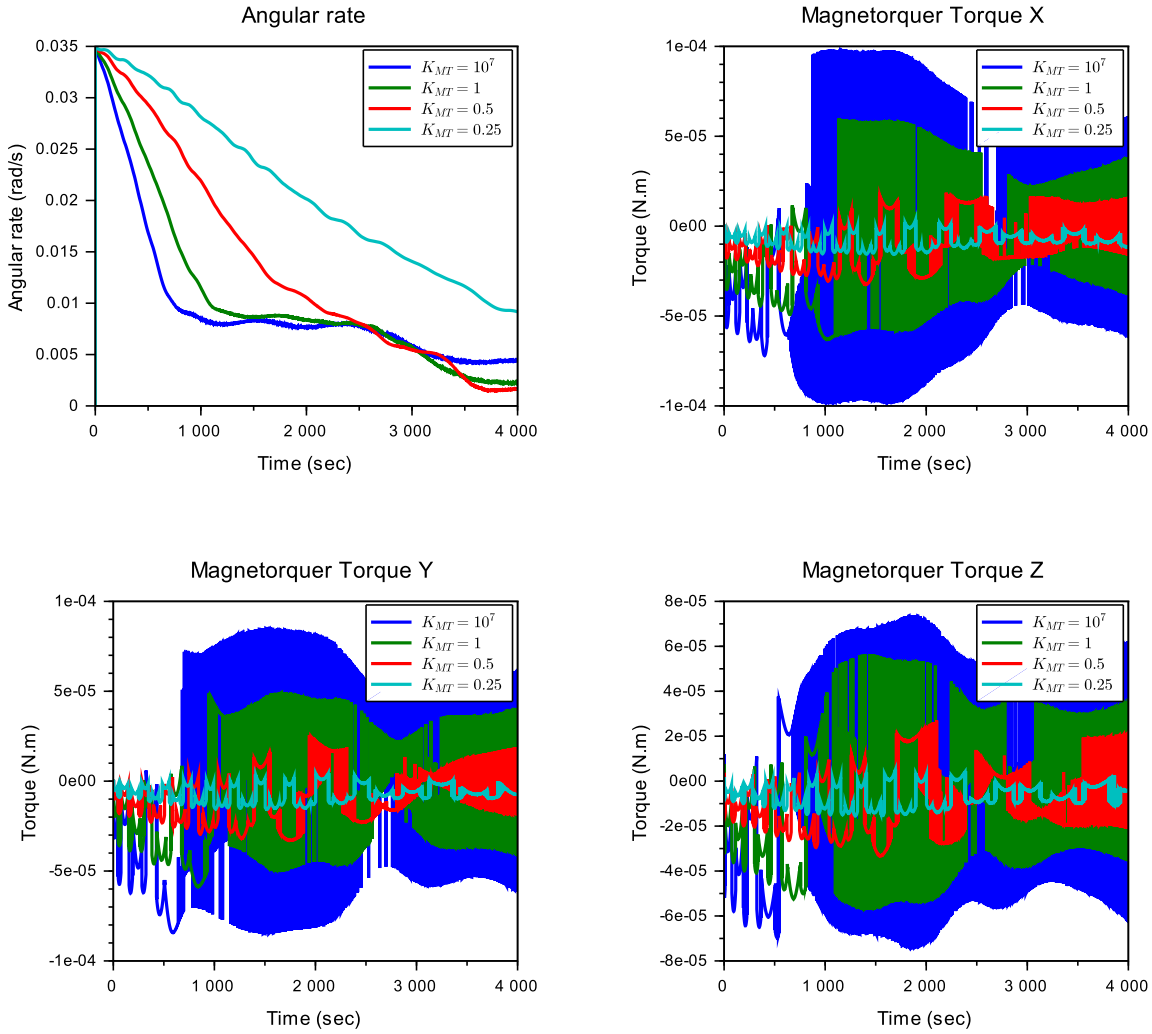 Angular rate
0.035
0.03
0.025
0.02
0.015
0.01
0.005
0
Angular rate (rad/s)
K_MT = 10^7
K_MT = 1
K_MT = 0.5
K_MT = 0.25
0 1 000 2 000 3 000 4 000
Time (sec)
Magnetorquer Torque X
1e-04
5e-05
0e00
-5e-05
-1e-04
Torque (N.m)
K_MT = 10^7
K_MT = 1
K_MT = 0.5
K_MT = 0.25
0 1 000 2 000 3 000 4 000
Time (sec)
Magnetorquer Torque Y
1e-04
5e-05
0e00
-5e-05
-1e-04
Torque (N.m)
K_MT = 10^7
K_MT = 1
K_MT = 0.5
K_MT = 0.25
0 1 000 2 000 3 000 4 000
Time (sec)
Magnetorquer Torque Z
8e-05
6e-05
4e-05
2e-05
0e00
-2e-05
-4e-05
-6e-05
-8e-05
Torque (N.m)
K_MT = 10^7
K_MT = 1
K_MT = 0.5
K_MT = 0.25
0 1 000 2 000 3 000 4 000
Time (sec)